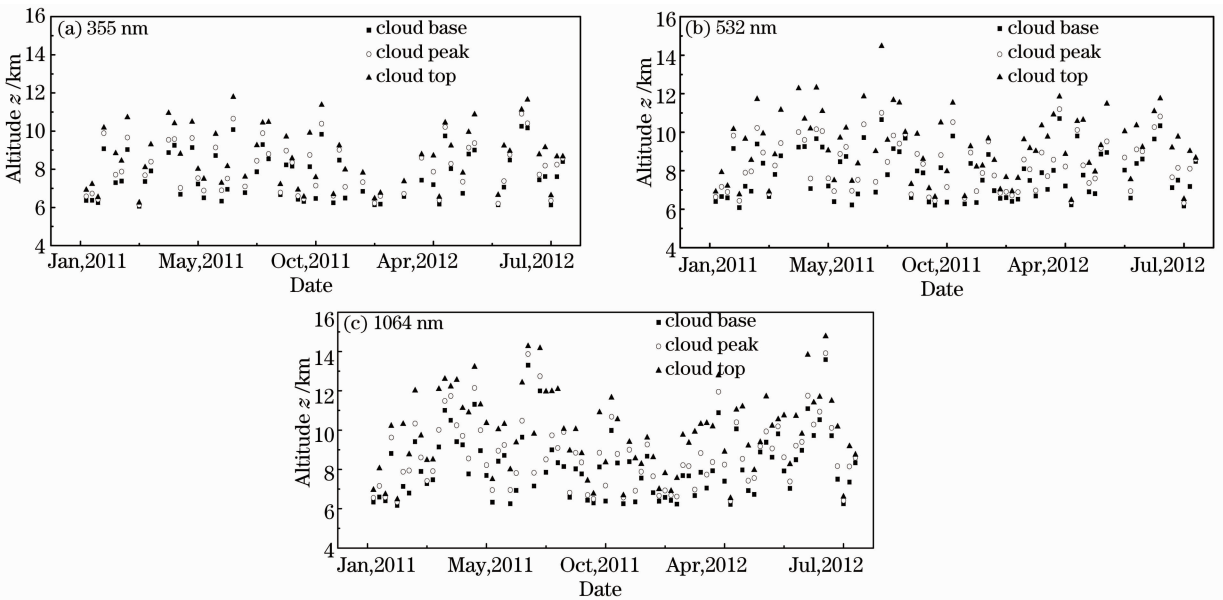 (a) 355 nm
cloud base
cloud peak
cloud top
Altitude z /km
16
14
12
10
8
6
4
Jan,2011
May,2011
Oct,2011
Apr,2012
Jul,2012
Date
(b) 532 nm
cloud base
cloud peak
cloud top
Altitude z /km
16
14
12
10
8
6
4
Jan,2011
May,2011
Oct,2011
Apr,2012
Jul,2012
Date
(c) 1064 nm
cloud base
cloud peak
cloud top
Altitude z /km
16
14
12
10
8
6
4
Jan,2011
May,2011
Oct,2011
Apr,2012
Jul,2012
Date